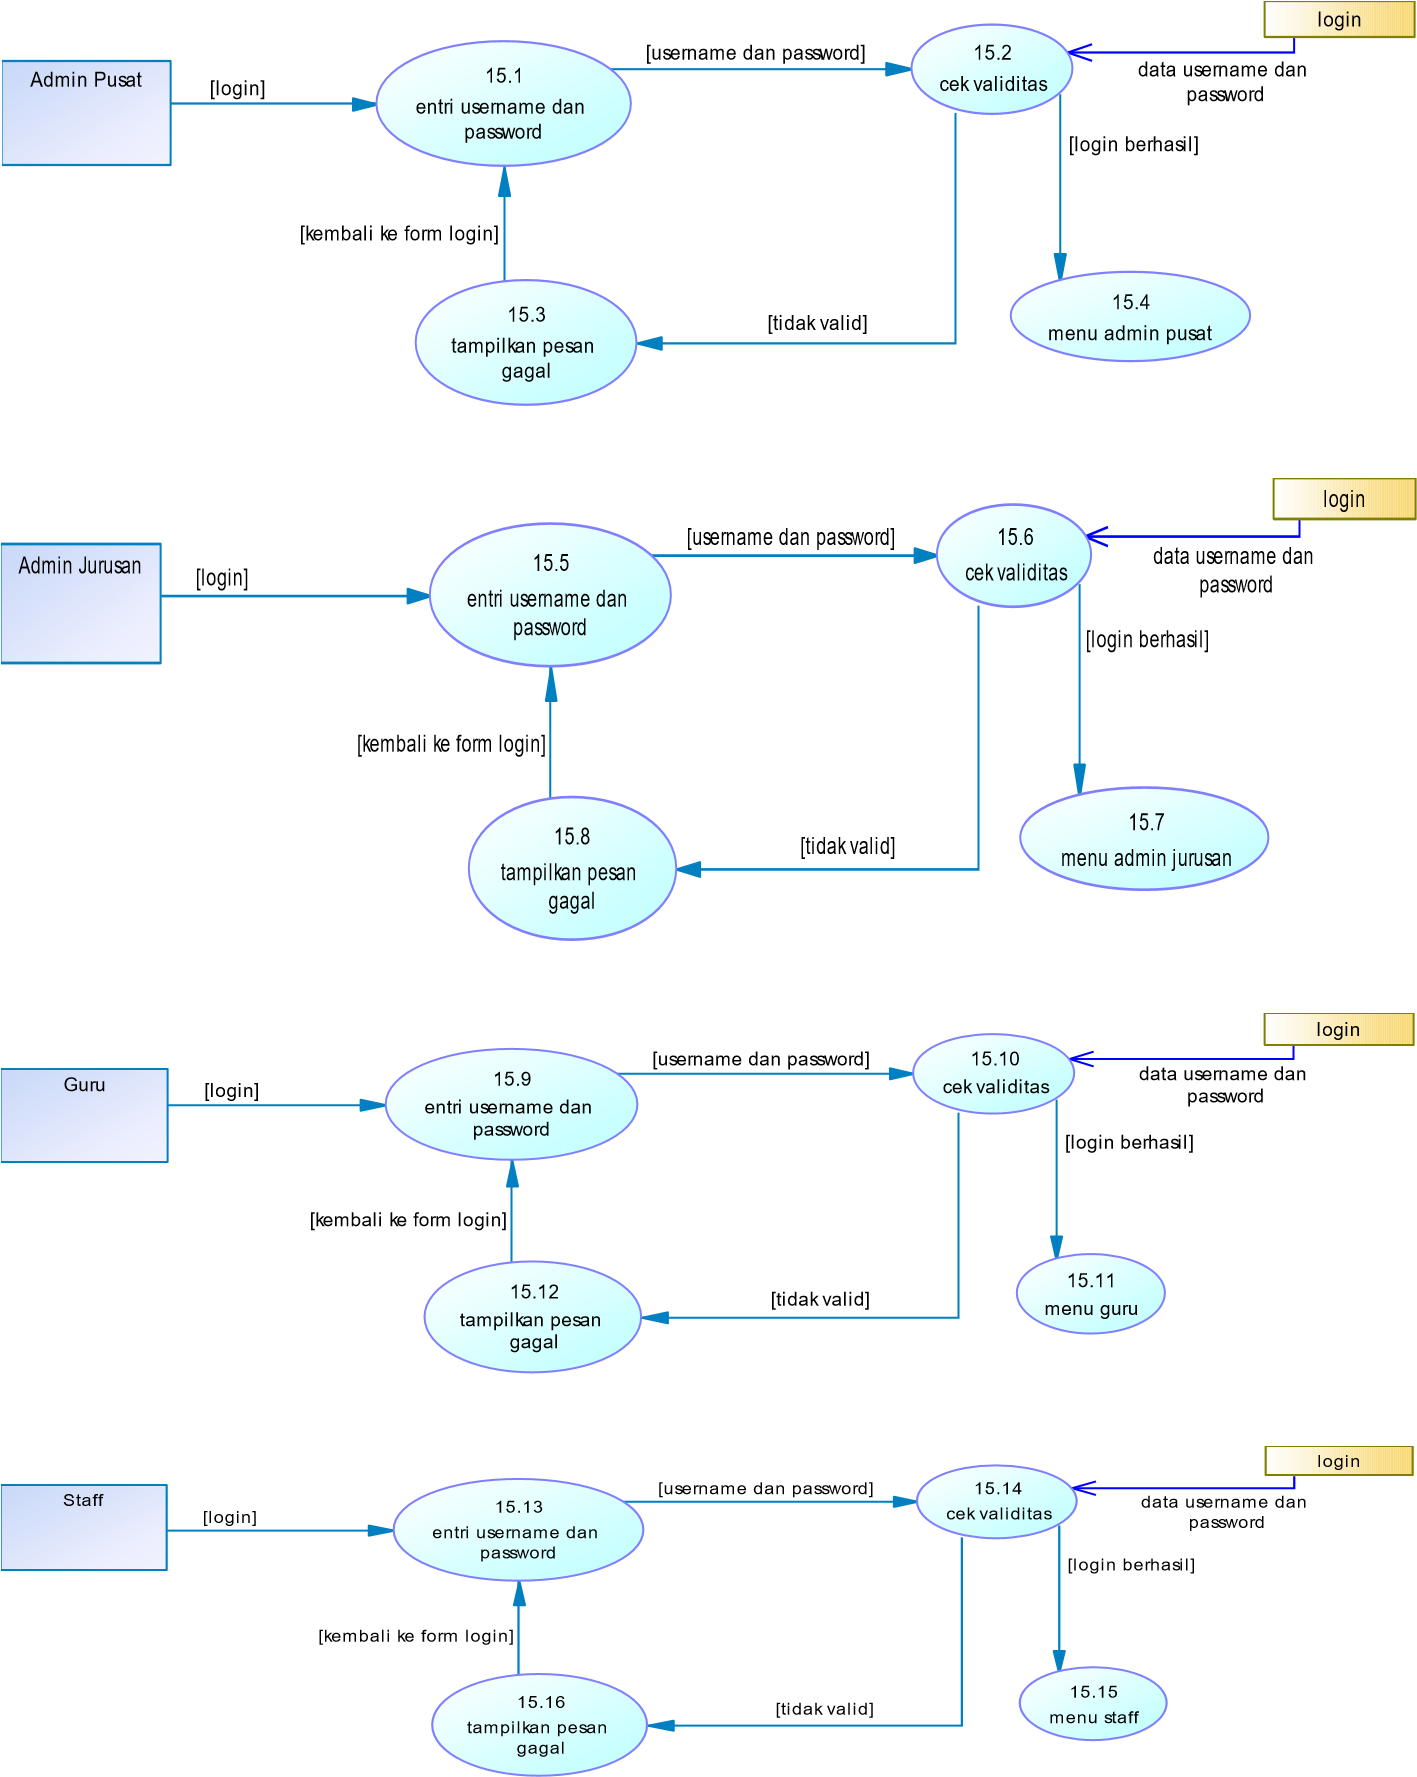 login
Admin Pusat
[login]
15.1
entri username dan
password
[username dan password]
15.2
cek validitas
data username dan
password
[login berhasil]
[kembali ke form login]
15.3
tampilkan pesan
gagal
[tidak valid]
15.4
menu admin pusat
login
Admin Jurusan
[login]
15.5
entri username dan
password
[username dan password]
15.6
cek validitas
data username dan
password
[login berhasil]
[kembali ke form login]
15.8
tampilkan pesan
gagal
[tidak valid]
15.7
menu admin jurusan
login
Guru
[login]
15.9
entri username dan
password
[username dan password]
15.10
cek validitas
data username dan
password
[login berhasil]
[kembali ke form login]
15.12
tampilkan pesan
gagal
[tidak valid]
15.11
menu guru
login
Staff
[login]
15.13
entri username dan
password
[username dan password]
15.14
cek validitas
data username dan
password
[login berhasil]
[kembali ke form login]
15.16
tampilkan pesan
gagal
[tidak valid]
15.15
menu staff